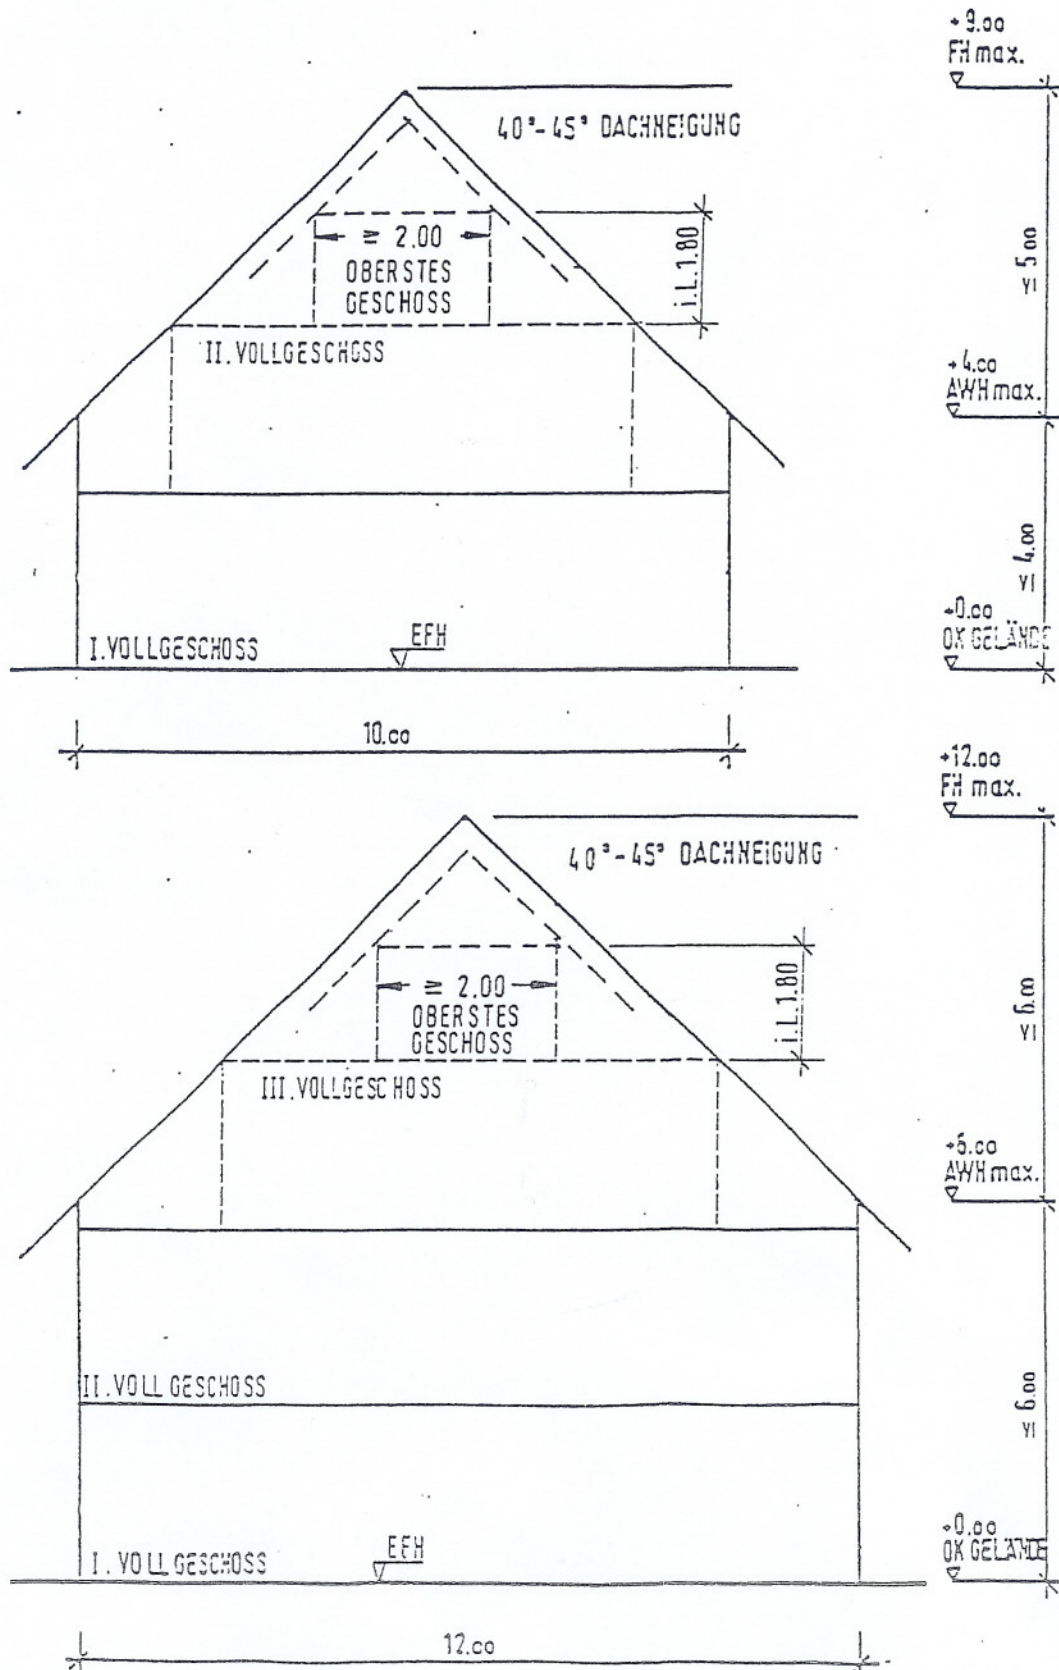 +9.00
FH max.
40°-45° DACHNEIGUNG
≥ 2.00
OBERSTES
GESCHOSS
i.L.1.80
≤ 5.00
II. VOLLGESCHOSS
+4.00
AWH max.
≤ 4.00
+0.00
OK GELÄNDE
I. VOLLGESCHOSS
EFH
10.00
+12.00
FH max.
40°-45° DACHNEIGUNG
≥ 2.00
OBERSTES
GESCHOSS
i.L.1.80
≤ 6.00
III. VOLLGESCHOSS
+6.00
AWH max.
II. VOLLGESCHOSS
≤ 6.00
+0.00
OK GELÄNDE
I. VOLLGESCHOSS
EFH
12.00